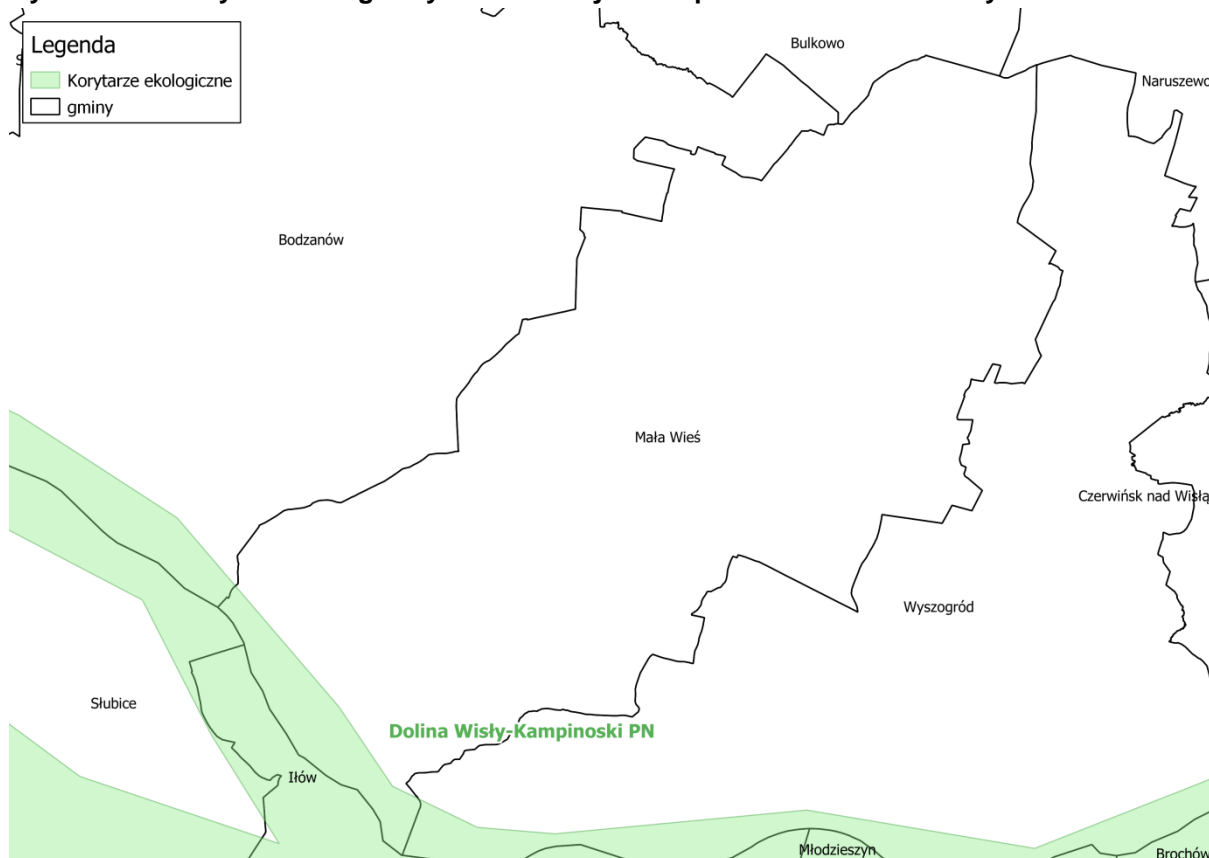 Legenda
Korytarze ekologiczne
gminy
Bulkowo
Naruszewo
Bodzanów
Mała Wieś
Czerwińsk nad Wisłą
Wyszogród
Słubice
Dolina Wisły-Kampinoski PN
Iłów
Młodzieszyn
Brochów